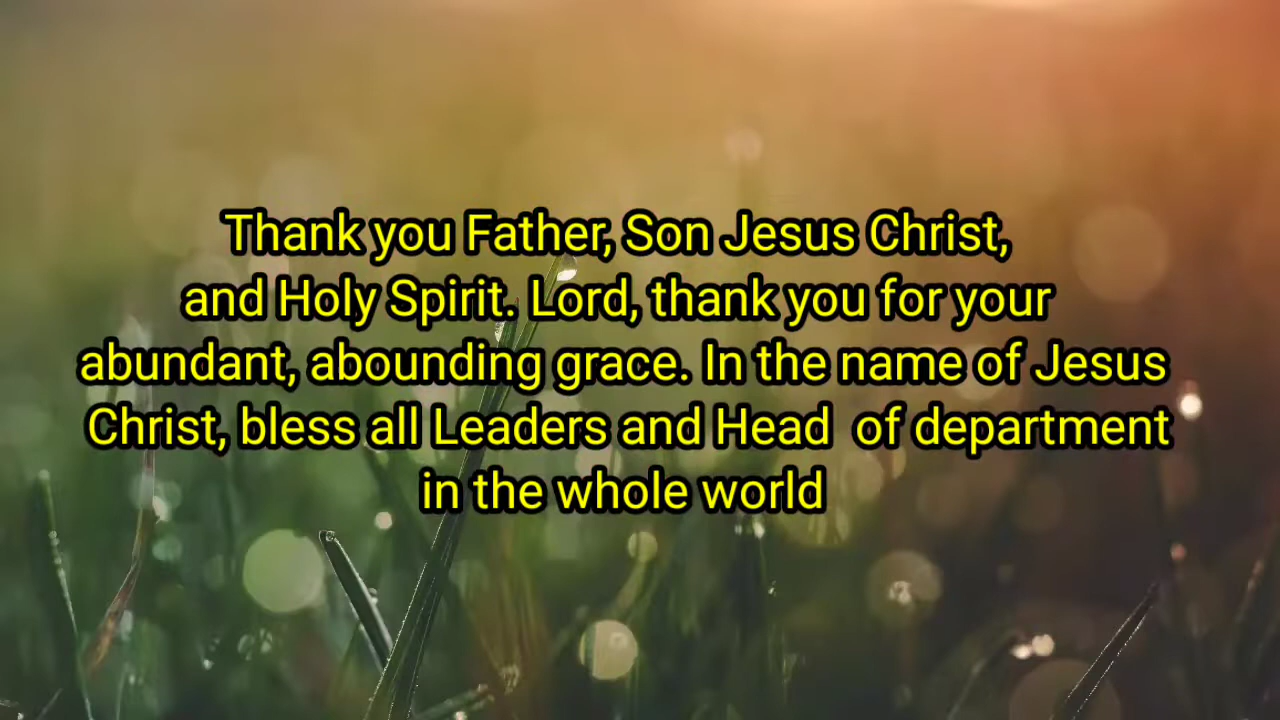 Thank you Father, Son Jesus Christ,
and Holy Spirit. Lord, thank you for your
abundant, abounding grace. In the name of Jesus
Christ, bless all Leaders and Head  of department
in the whole world